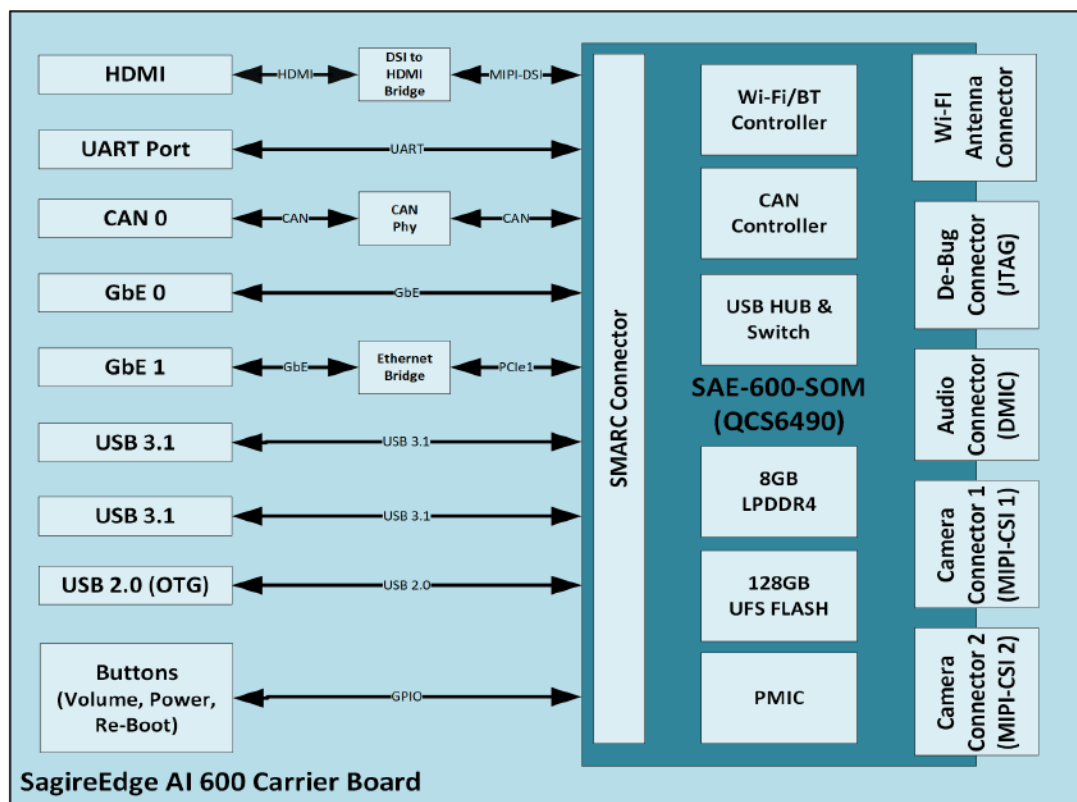 HDMI
HDMI
DSI to
HDMI
Bridge
MIPI-DSI
UART Port
UART
CAN 0
CAN
CAN
Phy
CAN
GbE 0
GbE
GbE 1
GbE
Ethernet
Bridge
PCIe1
USB 3.1
USB 3.1
USB 3.1
USB 3.1
USB 2.0 (OTG)
USB 2.0
Buttons
(Volume, Power,
Re-Boot)
GPIO
SMARC Connector
Wi-Fi/BT
Controller
CAN
Controller
USB HUB &
Switch
SAE-600-SOM
(QCS6490)
8GB
LPDDR4
128GB
UFS FLASH
PMIC
Wi-FI
Antenna
Connector
De-Bug
Connector
(JTAG)
Audio
Connector
(DMIC)
Camera
Connector 1
(MIPI-CSI 1)
Camera
Connector 2
(MIPI-CSI 2)
SagireEdge AI 600 Carrier Board